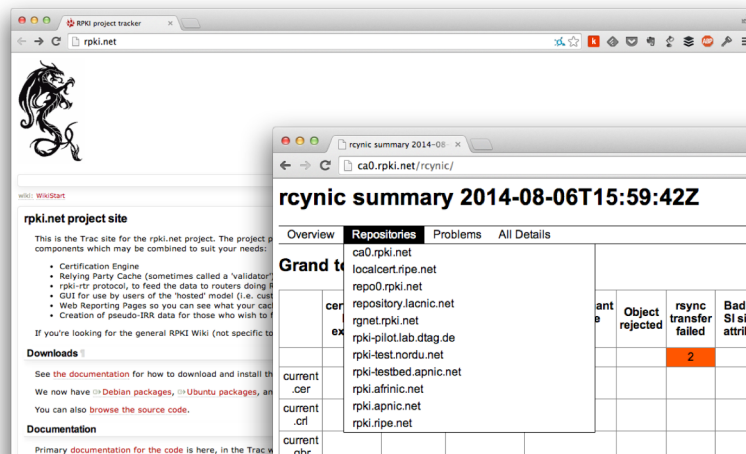 RPKI project tracker
rpki.net
wiki: WikiStart
rpki.net project site
This is the Trac site for the rpki.net project. The project
components which may be combined to suit your needs:
Certification Engine
Relying Party Cache (sometimes called a 'validator')
rpki-rtr protocol, to feed the data to routers doing
GUI for use by users of the 'hosted' model (i.e.
Web Reporting Pages so you can see what your
Creation of pseudo-IRR data for those who wish to
If you're looking for the general RPKI Wiki (not specific to
Downloads
See the documentation for how to download and install
We now have Debian packages, Ubuntu packages,
You can also browse the source code.
Documentation
Primary documentation for the code is here, in the Trac
rcynic summary 2014-08-
ca0.rpki.net/rcynic/
rcynic summary 2014-08-06T15:59:42Z
Overview Repositories Problems All Details
ca0.rpki.net
localcert.ripe.net
repo0.rpki.net
repository.lacnic.net
rgnet.rpki.net
rpki-pilot.lab.dtag.de
rpki-test.nordu.net
rpki-testbed.apnic.net
rpki.afrinic.net
rpki.apnic.net
rpki.ripe.net
Grand
Object
rejected
rsync
transfer
failed
Bad
2
current
.cer
current
.crl
current